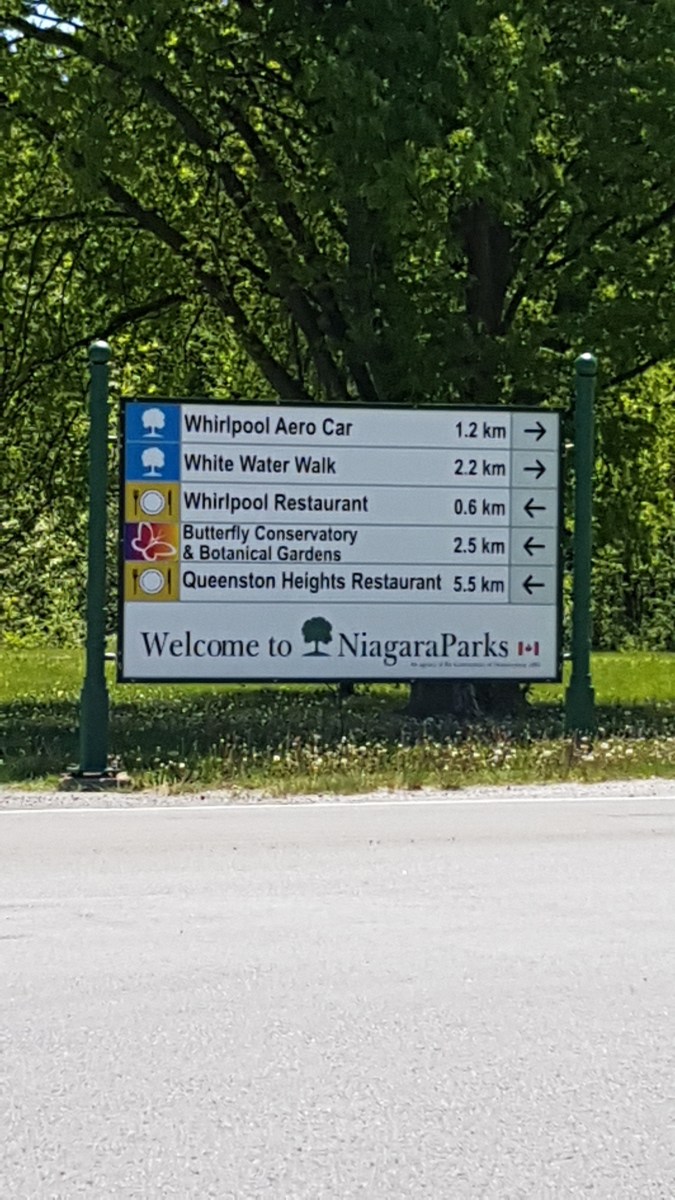 Whirlpool Aero Car 1.2 km →
White Water Walk 2.2 km →
Whirlpool Restaurant 0.6 km ←
Butterfly Conservatory
& Botanical Gardens 2.5 km ←
Queenston Heights Restaurant 5.5 km ←
Welcome to NiagaraParks